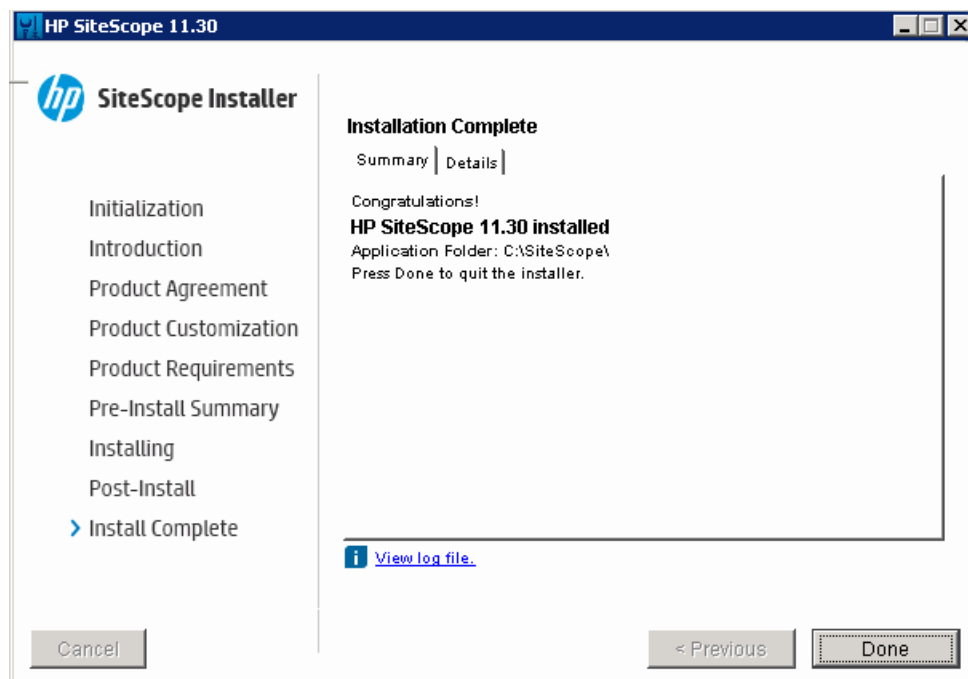 HP SiteScope 11.30
hp SiteScope Installer
Initialization
Introduction
Product Agreement
Product Customization
Product Requirements
Pre-Install Summary
Installing
Post-Install
Install Complete
Installation Complete
Summary Details
Congratulations!
HP SiteScope 11.30 installed
Application Folder: C:\SiteScope\
Press Done to quit the installer.
i View log file.
Cancel
< Previous
Done